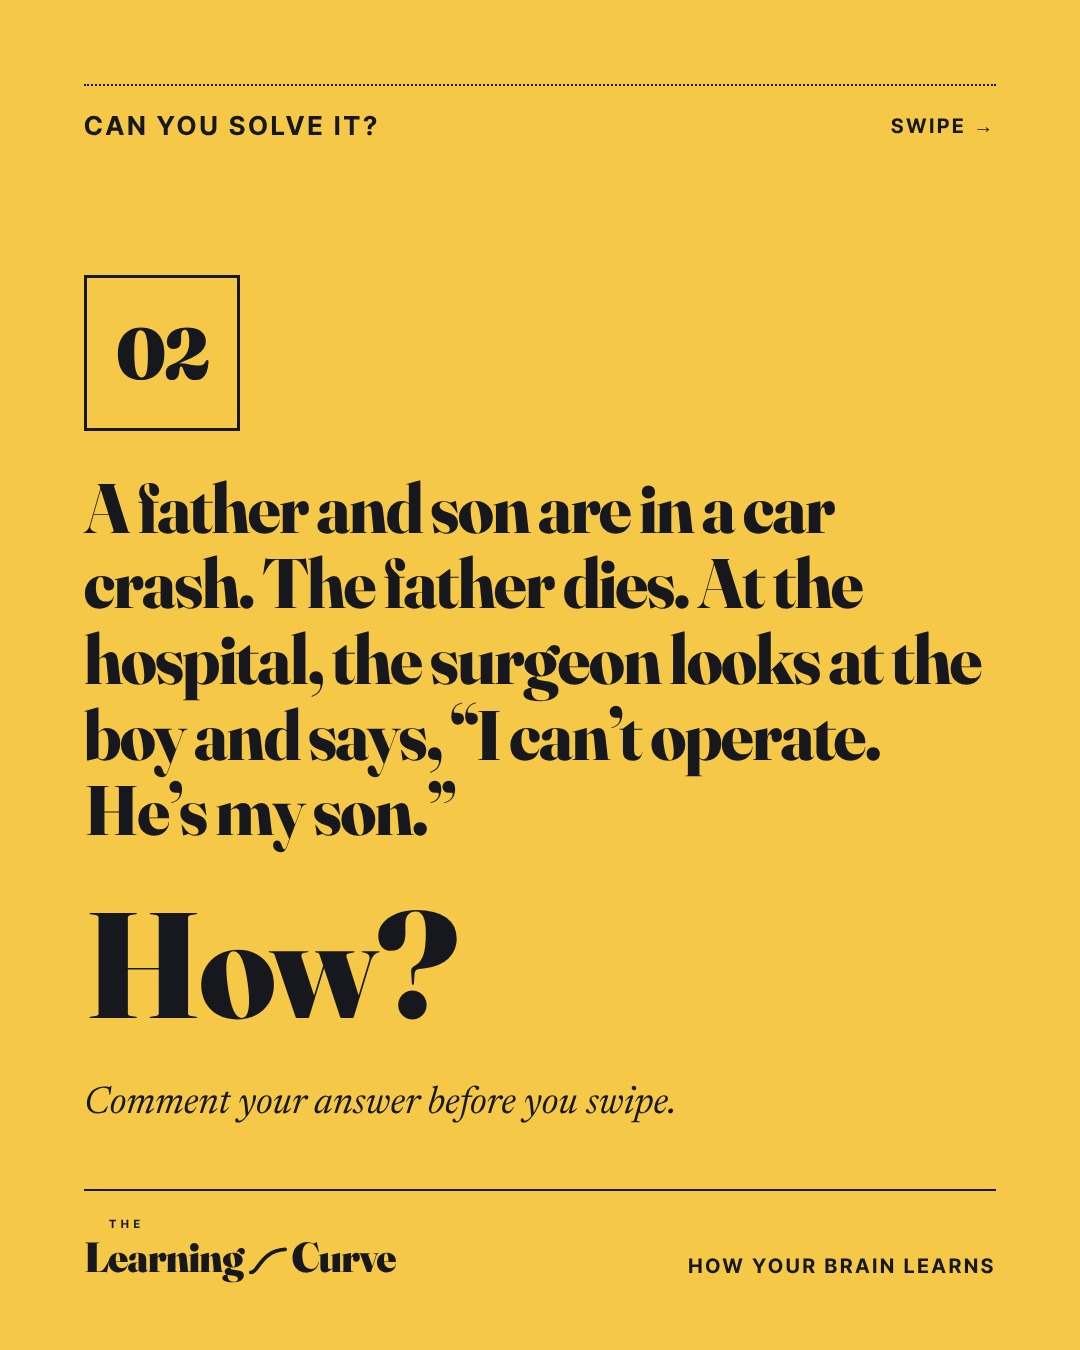 CAN YOU SOLVE IT?
SWIPE →
02
A father and son are in a car
crash. The father dies. At the
hospital, the surgeon looks at the
boy and says, “I can’t operate.
He’s my son.”
How?
Comment your answer before you swipe.
THE
Learning Curve
HOW YOUR BRAIN LEARNS